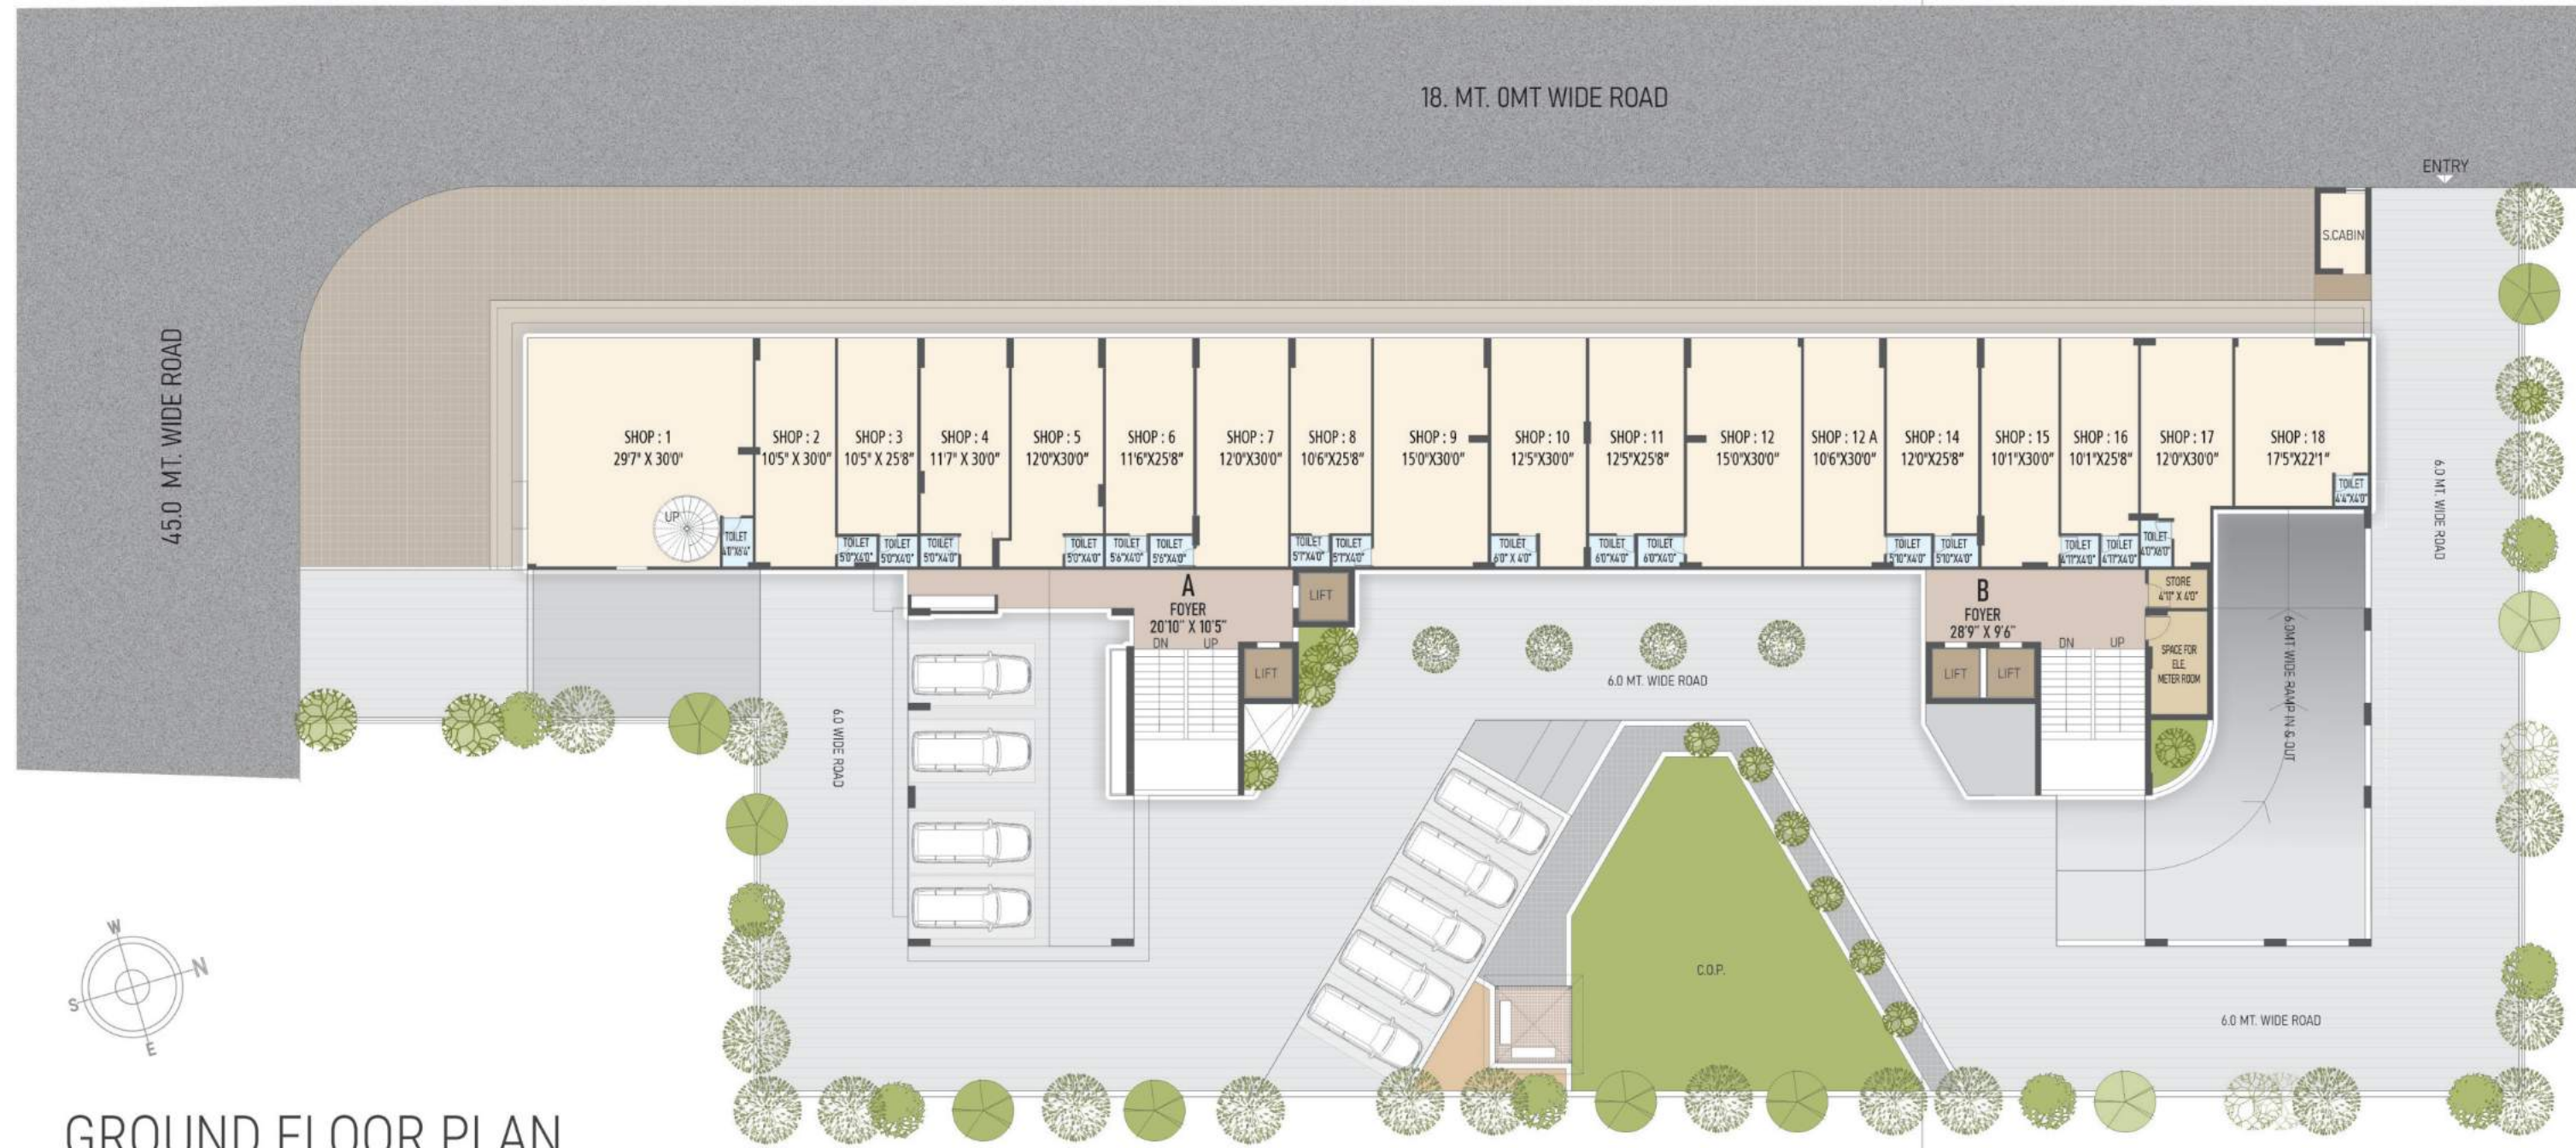 18. MT. 0MT WIDE ROAD
ENTRY
S.CABIN
45.0 MT. WIDE ROAD
SHOP : 1
29'7" X 30'0"
UP
TOILET
4'0"X6'4"
SHOP : 2
10'5" X 30'0"
TOILET
5'0"X4'0"
SHOP : 3
10'5" X 25'8"
TOILET
5'0"X4'0"
SHOP : 4
11'7" X 30'0"
TOILET
5'0"X4'0"
SHOP : 5
12'0"X30'0"
TOILET
5'0"X4'0"
SHOP : 6
11'6"X25'8"
TOILET
5'6"X4'0"
TOILET
5'6"X4'0"
SHOP : 7
12'0"X30'0"
SHOP : 8
10'6"X25'8"
TOILET
5'1"X4'0"
TOILET
5'1"X4'0"
SHOP : 9
15'0"X30'0"
SHOP : 10
12'5"X30'0"
TOILET
6'0" X 4'0"
SHOP : 11
12'5"X25'8"
TOILET
6'0"X4'0"
TOILET
6'0"X4'0"
SHOP : 12
15'0"X30'0"
SHOP : 12 A
10'6"X30'0"
SHOP : 14
12'0"X25'8"
TOILET
5'10"X4'0"
TOILET
5'10"X4'0"
SHOP : 15
10'1"X30'0"
SHOP : 16
10'1"X25'8"
TOILET
4'11"X4'0"
TOILET
4'11"X4'0"
SHOP : 17
12'0"X30'0"
TOILET
4'0"X6'0"
SHOP : 18
17'5"X22'1"
TOILET
4'4"X4'0"
6.0 MT. WIDE ROAD
A
FOYER
20'10" X 10'5"
DN
UP
LIFT
LIFT
B
FOYER
28'9" X 9'6"
DN
UP
LIFT
LIFT
STORE
4'11" X 4'0"
SPACE FOR
ELE.
METER ROOM
6.0MT WIDE RAMP IN & OUT
6.0 MT. WIDE ROAD
6.0 WIDE ROAD
C.O.P.
6.0 MT. WIDE ROAD
W
N
S
E
GROUND FLOOR PLAN